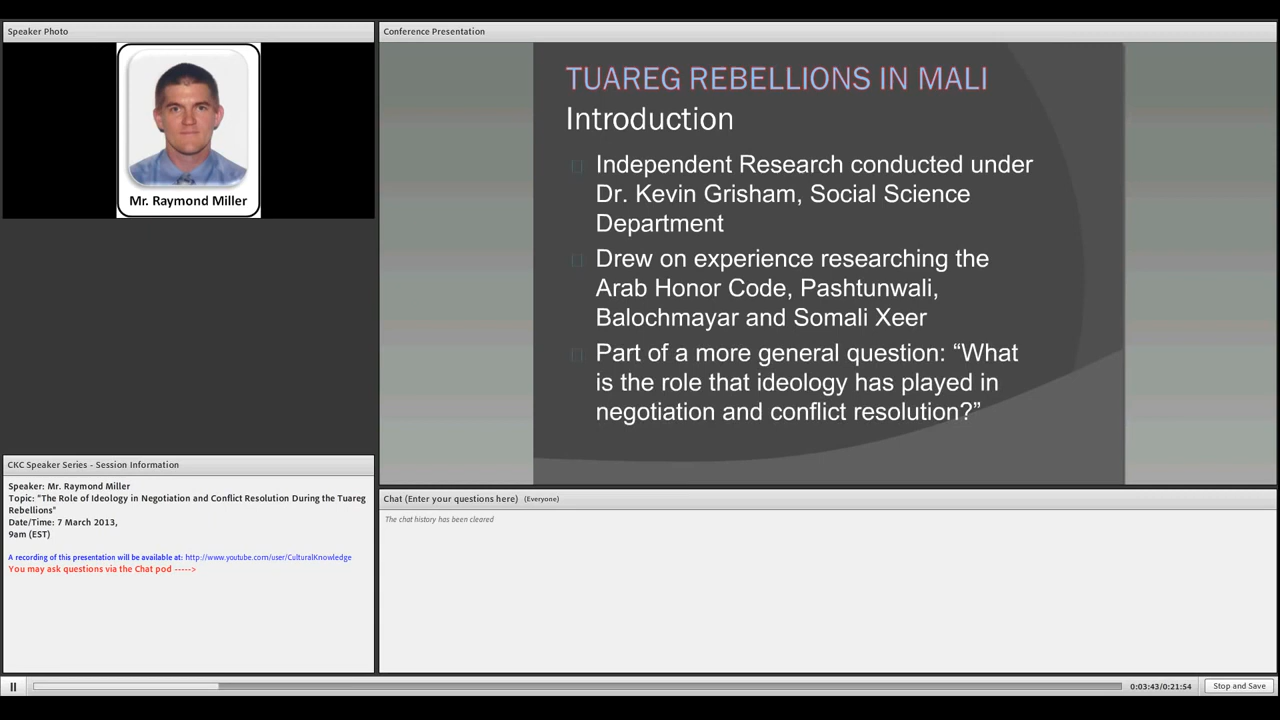 Speaker Photo
Mr. Raymond Miller
Conference Presentation
TUAREG REBELLIONS IN MALI
Introduction
Independent Research conducted under
Dr. Kevin Grisham, Social Science
Department
Drew on experience researching the
Arab Honor Code, Pashtunwali,
Balochmayar and Somali Xeer
Part of a more general question: “What
is the role that ideology has played in
negotiation and conflict resolution?”
CKC Speaker Series - Session Information
Speaker: Mr. Raymond Miller
Topic: "The Role of Ideology in Negotiation and Conflict Resolution During the Tuareg
Rebellions"
Date/Time: 7 March 2013,
9am (EST)
A recording of this presentation will be available at: http://www.youtube.com/user/CulturalKnowledge
You may ask questions via the Chat pod ----->
Chat (Enter your questions here) (Everyone)
The chat history has been cleared
0:03:43/0:21:54
Stop and Save